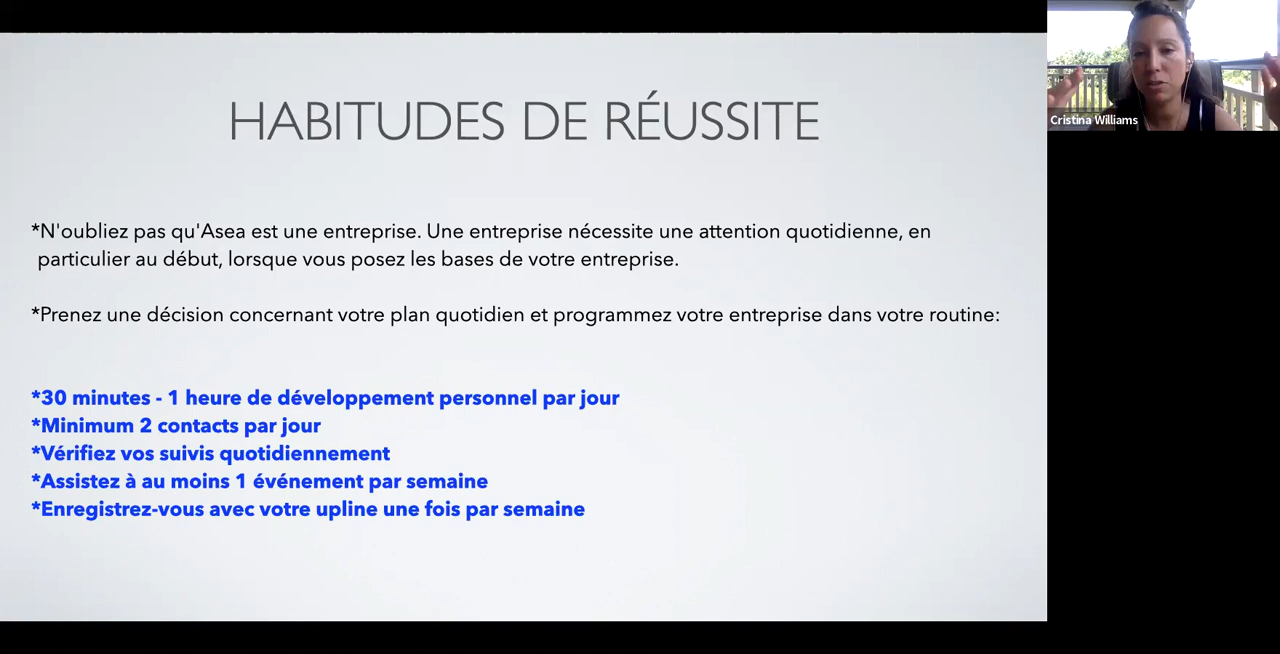 HABITUDES DE RÉUSSITE
*N'oubliez pas qu'Asea est une entreprise. Une entreprise nécessite une attention quotidienne, en
particulier au début, lorsque vous posez les bases de votre entreprise.
*Prenez une décision concernant votre plan quotidien et programmez votre entreprise dans votre routine:
*30 minutes - 1 heure de développement personnel par jour
*Minimum 2 contacts par jour
*Vérifiez vos suivis quotidiennement
*Assistez à au moins 1 événement par semaine
*Enregistrez-vous avec votre upline une fois par semaine
Cristina Williams